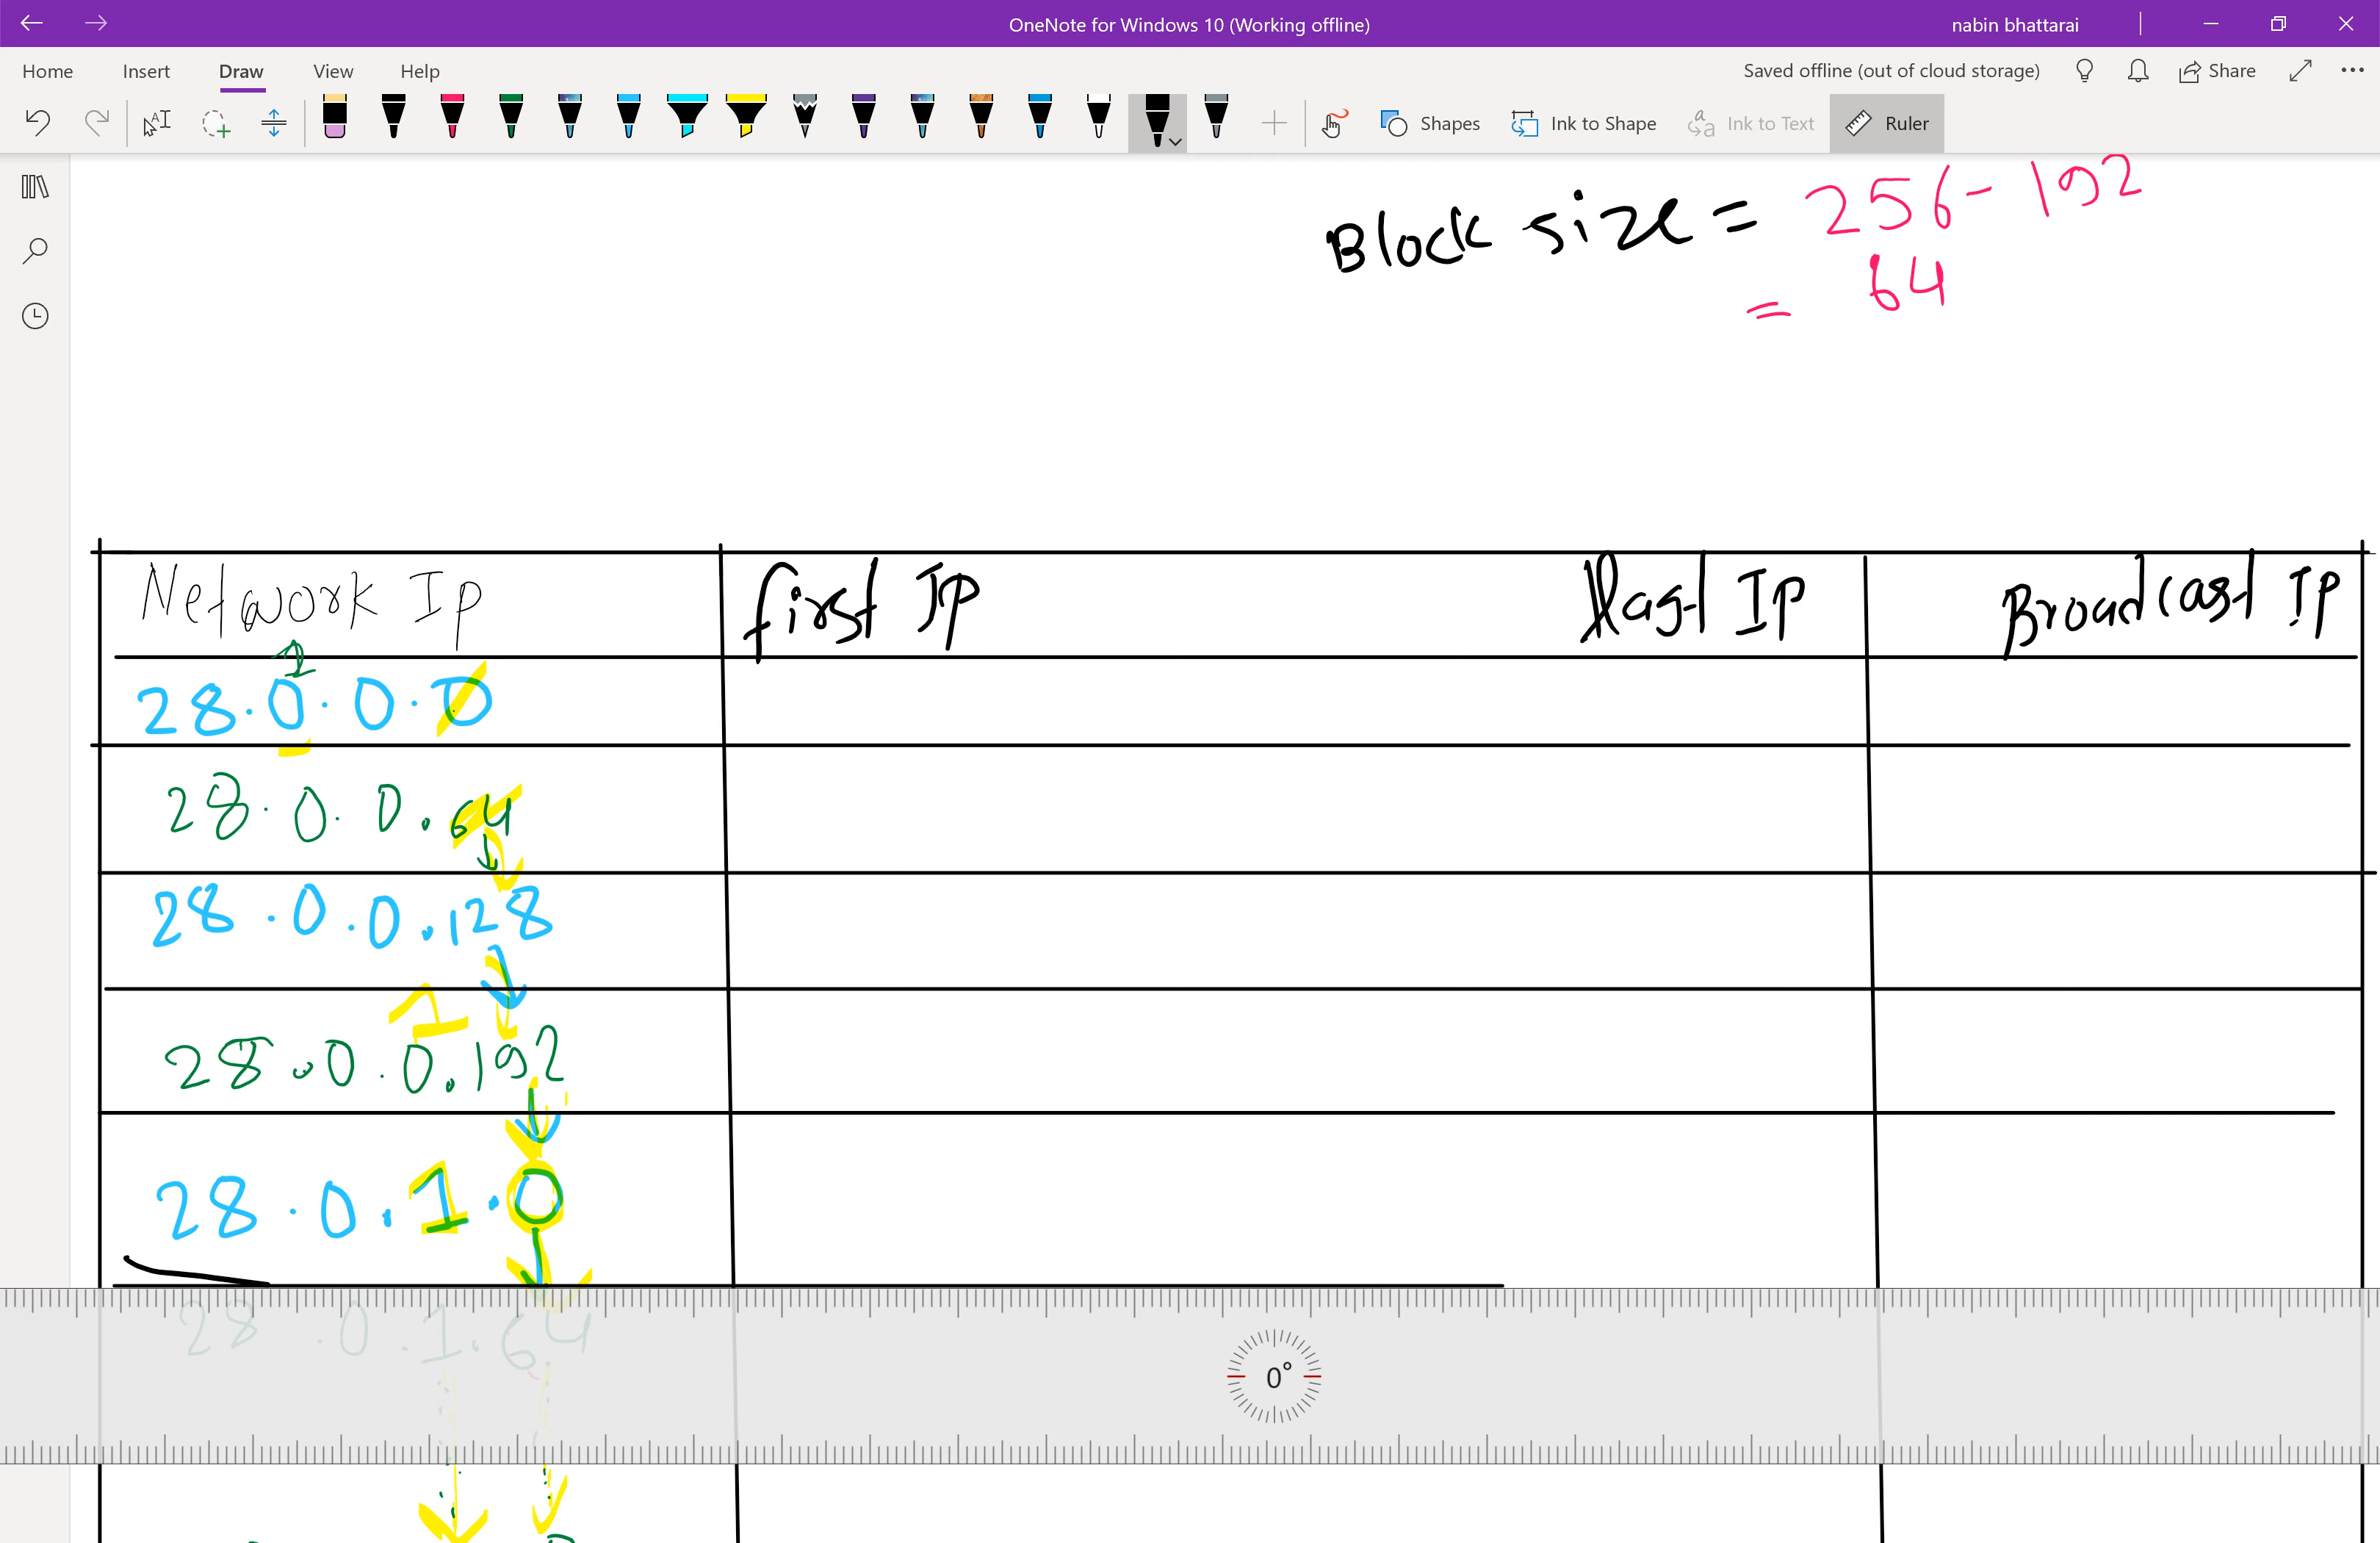 OneNote for Windows 10 (Working offline)
nabin bhattarai
Home Insert Draw View Help
Saved offline (out of cloud storage)
Share
Shapes Ink to Shape Ink to Text Ruler
Block size = 256 - 192
= 64
Network Ip first IP last IP Broadcast IP
1
28.0.0.0
28.0.0.64
28.0.0.128
1
28.0.0.192
28.0.1.0
28.0.1.64
0°